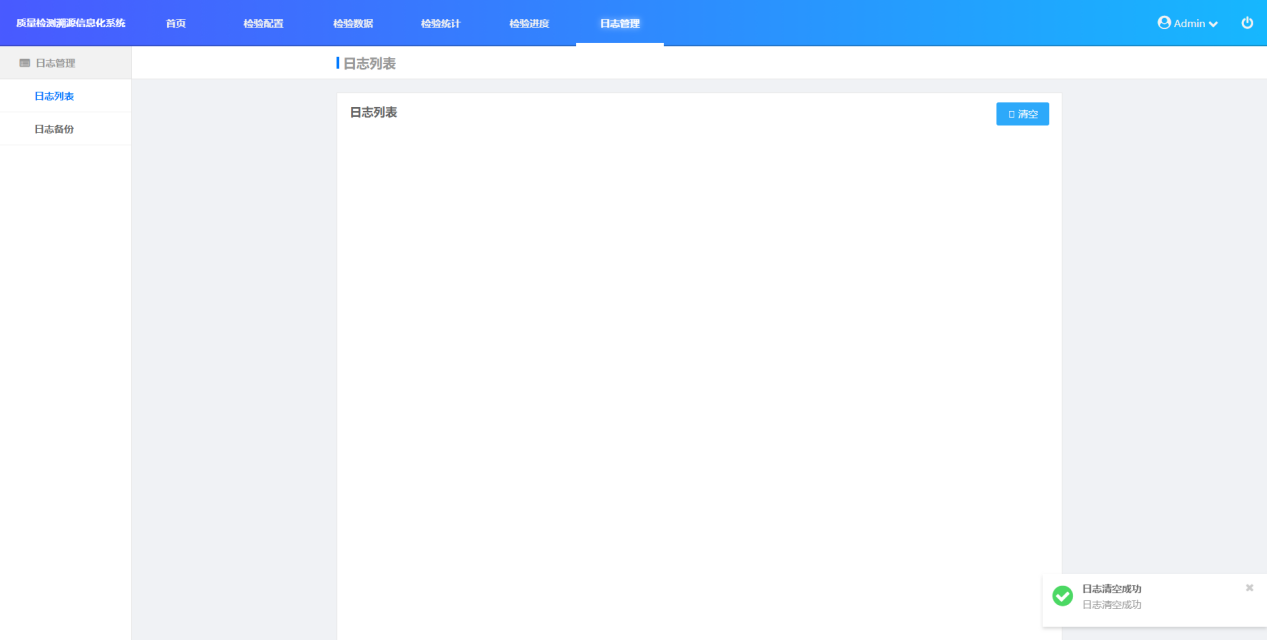 质量检测溯源信息化系统 首页 检验配置 检验数据 检验统计 检验进度 日志管理 Admin
日志管理
日志列表
日志列表
日志备份
日志列表
清空
日志清空成功
日志清空成功